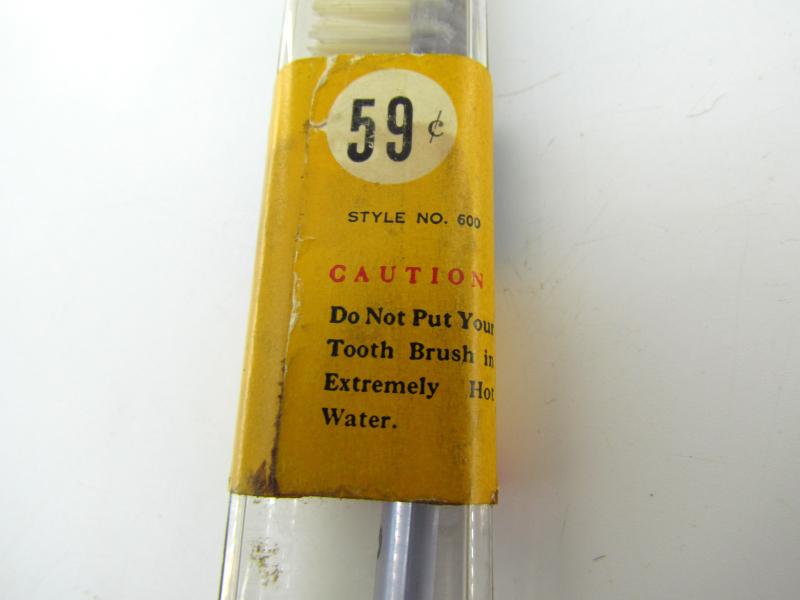 59¢
STYLE NO. 600
CAUTION
Do Not Put Your
Tooth Brush in
Extremely Hot
Water.